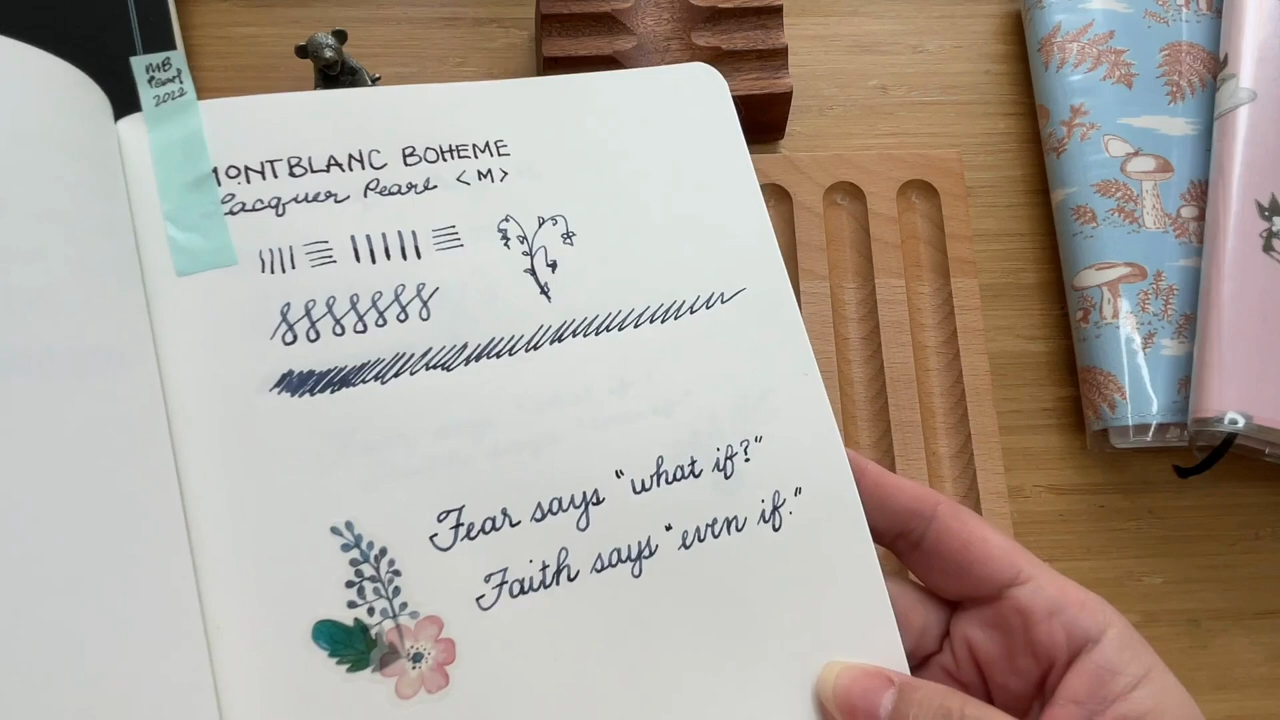 MB
Pearl
2022
MONTBLANC BOHEME
Lacquer Pearl <M>
Fear says "what if?"
Faith says "even if."